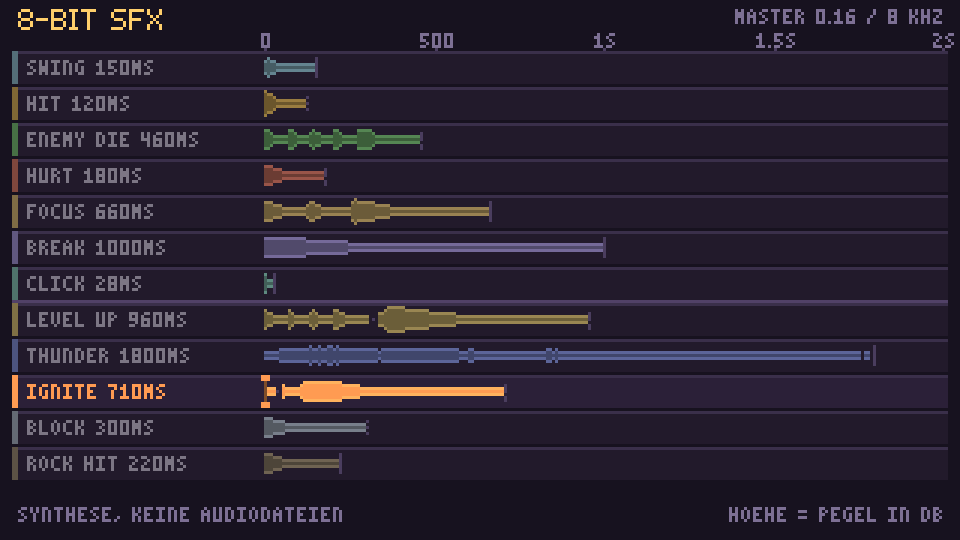 8-BIT SFX
MASTER 0.16 / 8 KHZ
0 500 1S 1.5S 2S
SWING 150MS
HIT 120MS
ENEMY DIE 460MS
HURT 180MS
FOCUS 660MS
BREAK 1000MS
CLICK 28MS
LEVEL UP 960MS
THUNDER 1800MS
IGNITE 710MS
BLOCK 300MS
ROCK HIT 220MS
SYNTHESE, KEINE AUDIODATEIEN
HOEHE = PEGEL IN DB